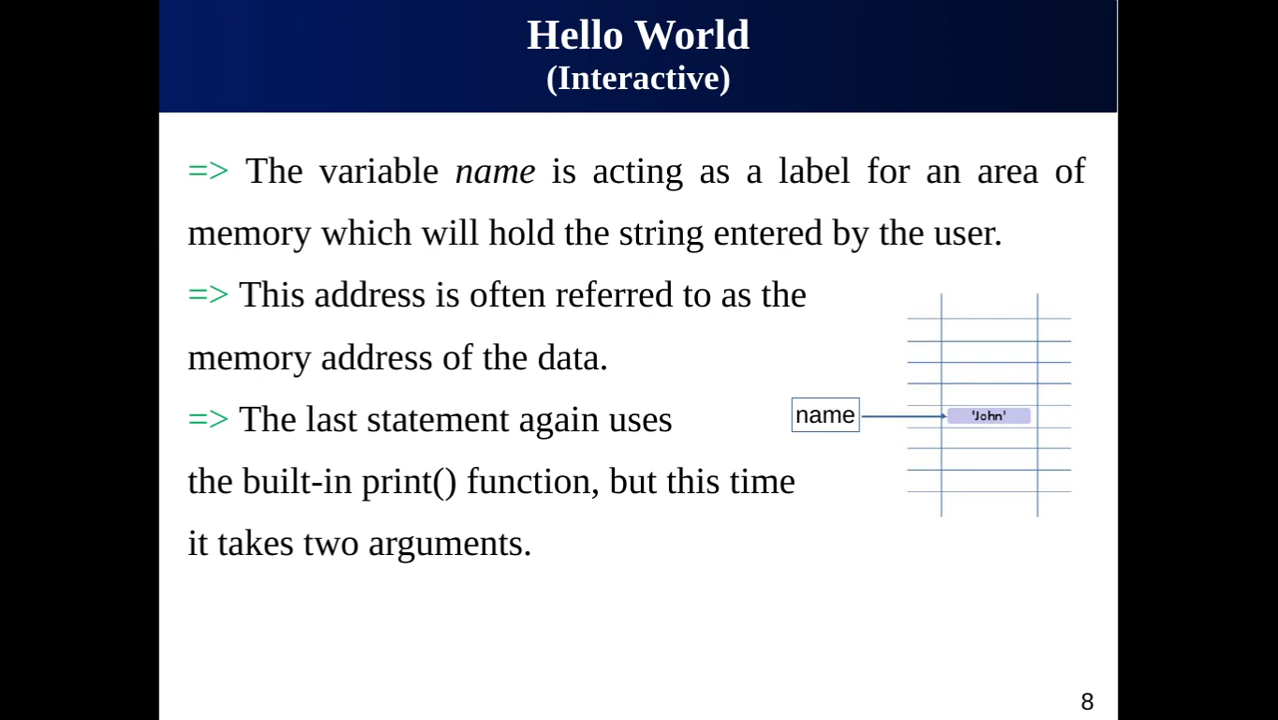 Hello World
(Interactive)
=> The variable name is acting as a label for an area of
memory which will hold the string entered by the user.
=> This address is often referred to as the
memory address of the data.
=> The last statement again uses
the built-in print() function, but this time
it takes two arguments.
name
'John'
8